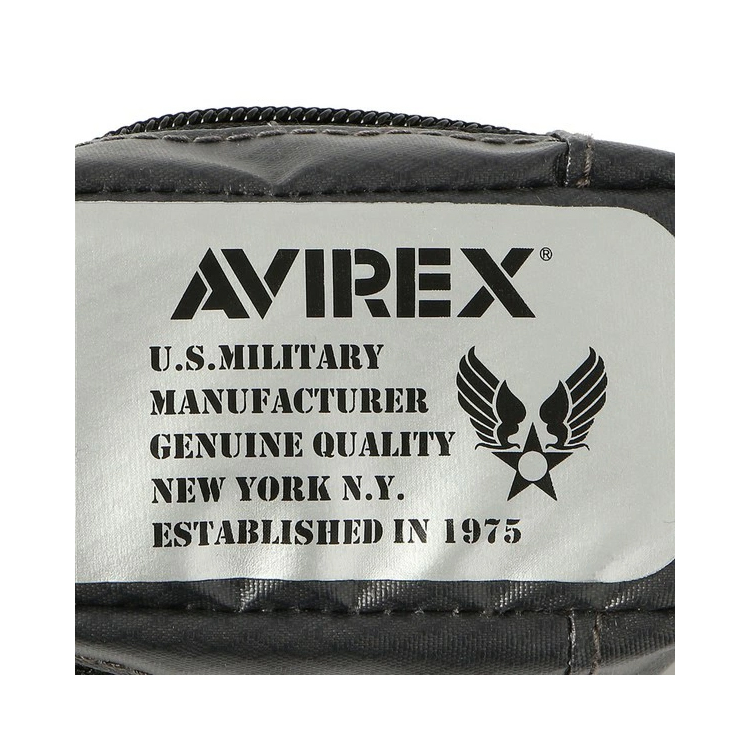 AVIREX®
U.S.MILITARY
MANUFACTURER
GENUINE QUALITY
NEW YORK N.Y.
ESTABLISHED IN 1975